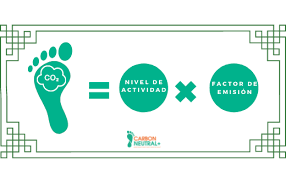 CO₂
NIVEL DE
ACTIVIDAD
FACTOR DE
EMISIÓN
CARBON
NEUTRAL+